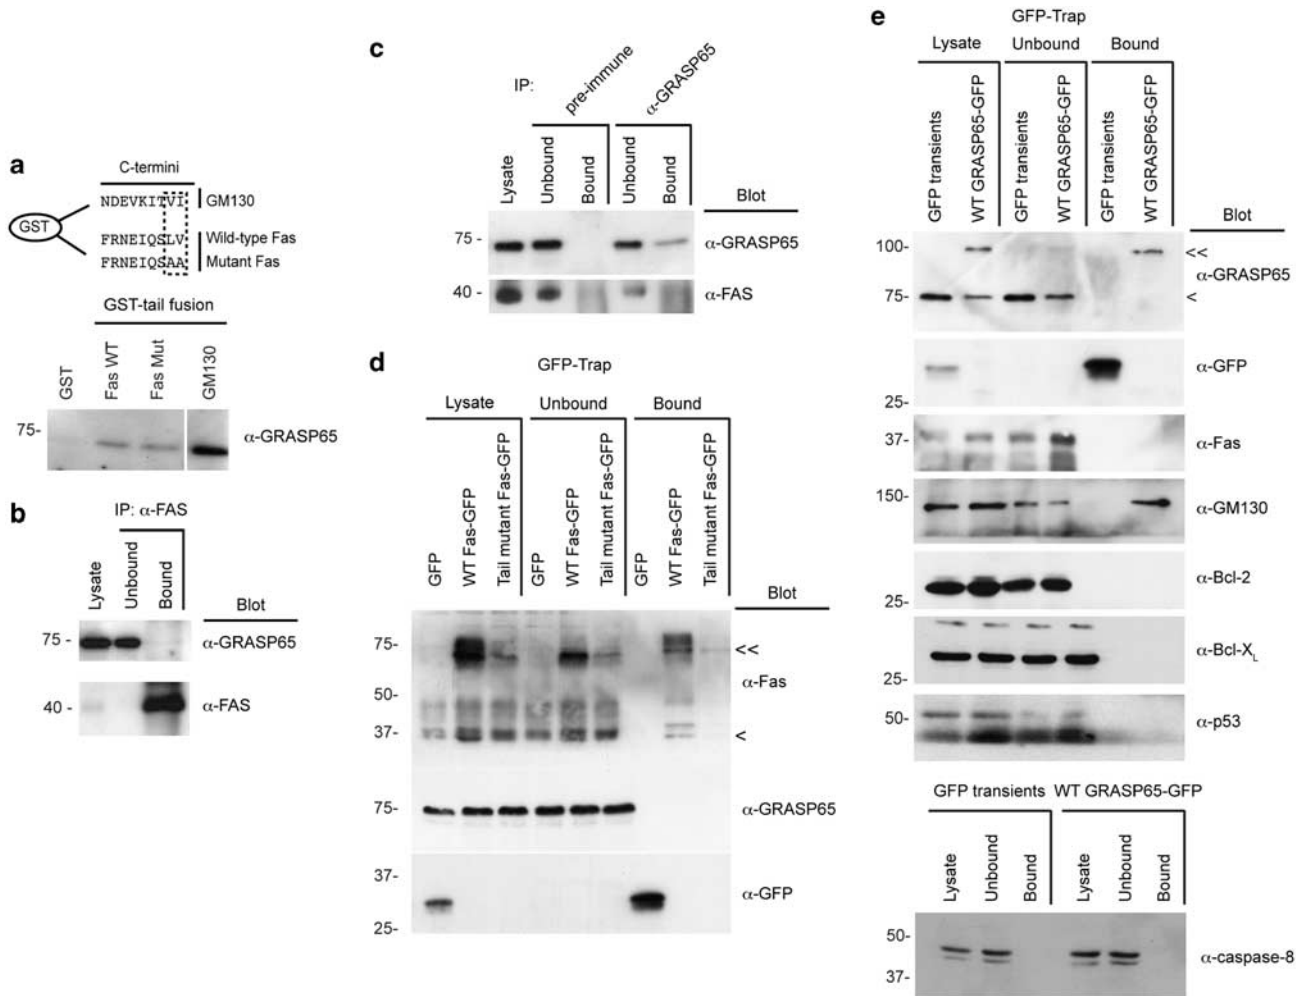 a
C-termini
NDEVKITVI GM130
GST
FRNEIQSLV Wild-type Fas
FRNEIQSAA Mutant Fas
GST-tail fusion
GST
Fas WT
Fas Mut
GM130
75-
α-GRASP65
b
IP: α-FAS
Lysate
Unbound
Bound
Blot
75 -
α-GRASP65
40 -
α-FAS
c
IP:
pre-immune
α-GRASP65
Lysate
Unbound
Bound
Unbound
Bound
Blot
75 -
α-GRASP65
40 -
α-FAS
d
GFP-Trap
Lysate
Unbound
Bound
GFP
WT Fas-GFP
Tail mutant Fas-GFP
GFP
WT Fas-GFP
Tail mutant Fas-GFP
GFP
WT Fas-GFP
Tail mutant Fas-GFP
Blot
75-
<<
α-Fas
50-
37-
<
75-
α-GRASP65
37-
α-GFP
25-
e
GFP-Trap
Lysate
Unbound
Bound
GFP transients
WT GRASP65-GFP
GFP transients
WT GRASP65-GFP
GFP transients
WT GRASP65-GFP
Blot
100-
<<
α-GRASP65
75-
<
α-GFP
25-
37-
α-Fas
150-
α-GM130
α-Bcl-2
25-
α-Bcl-XL
25-
50-
α-p53
GFP transients
WT GRASP65-GFP
Lysate
Unbound
Bound
Lysate
Unbound
Bound
50-
α-caspase-8
37-